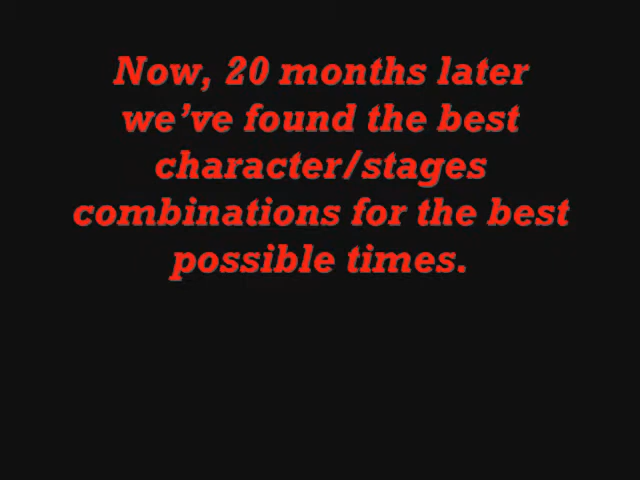 Now, 20 months later
we've found the best
character/stages
combinations for the best
possible times.